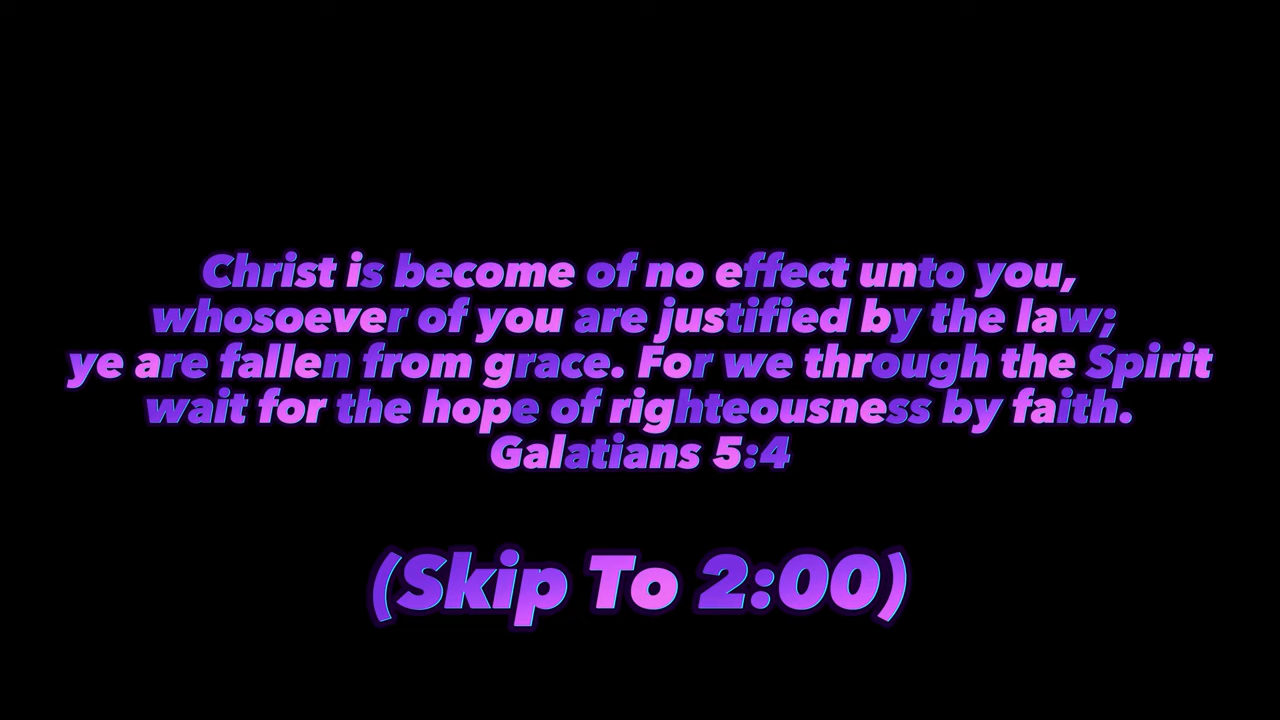 Christ is become of no effect unto you,
whosoever of you are justified by the law;
ye are fallen from grace. For we through the Spirit
wait for the hope of righteousness by faith.
Galatians 5:4
(Skip To 2:00)